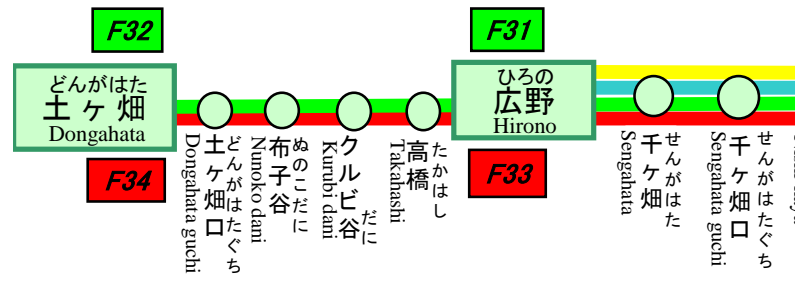 F32
どんがはた
土ヶ畑
Dongahata
F34
どんがはたぐち
土ヶ畑口
Dongahata guchi
ぬのこだに
布子谷
Nunoko dani
だに
クルビ谷
Kurubi dani
たかはし
高橋
Takahashi
F31
ひろの
広野
Hirono
F33
せんがはた
千ヶ畑
Sengahata
せんがはたぐち
千ヶ畑口
Sengahata guchi